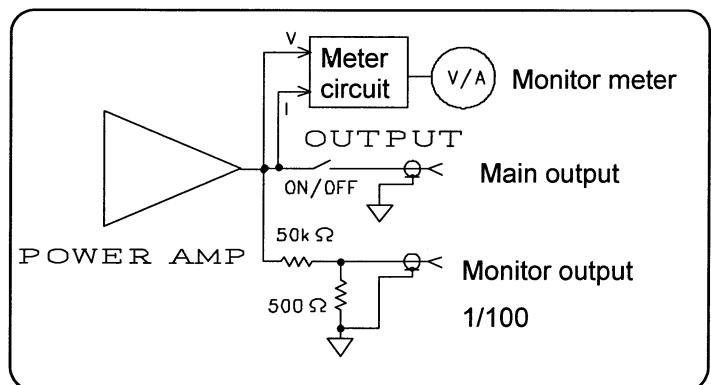 V
Meter
circuit
V/A
Monitor meter
I
OUTPUT
ON/OFF
Main output
POWER AMP
50kΩ
Monitor output
500Ω
1/100